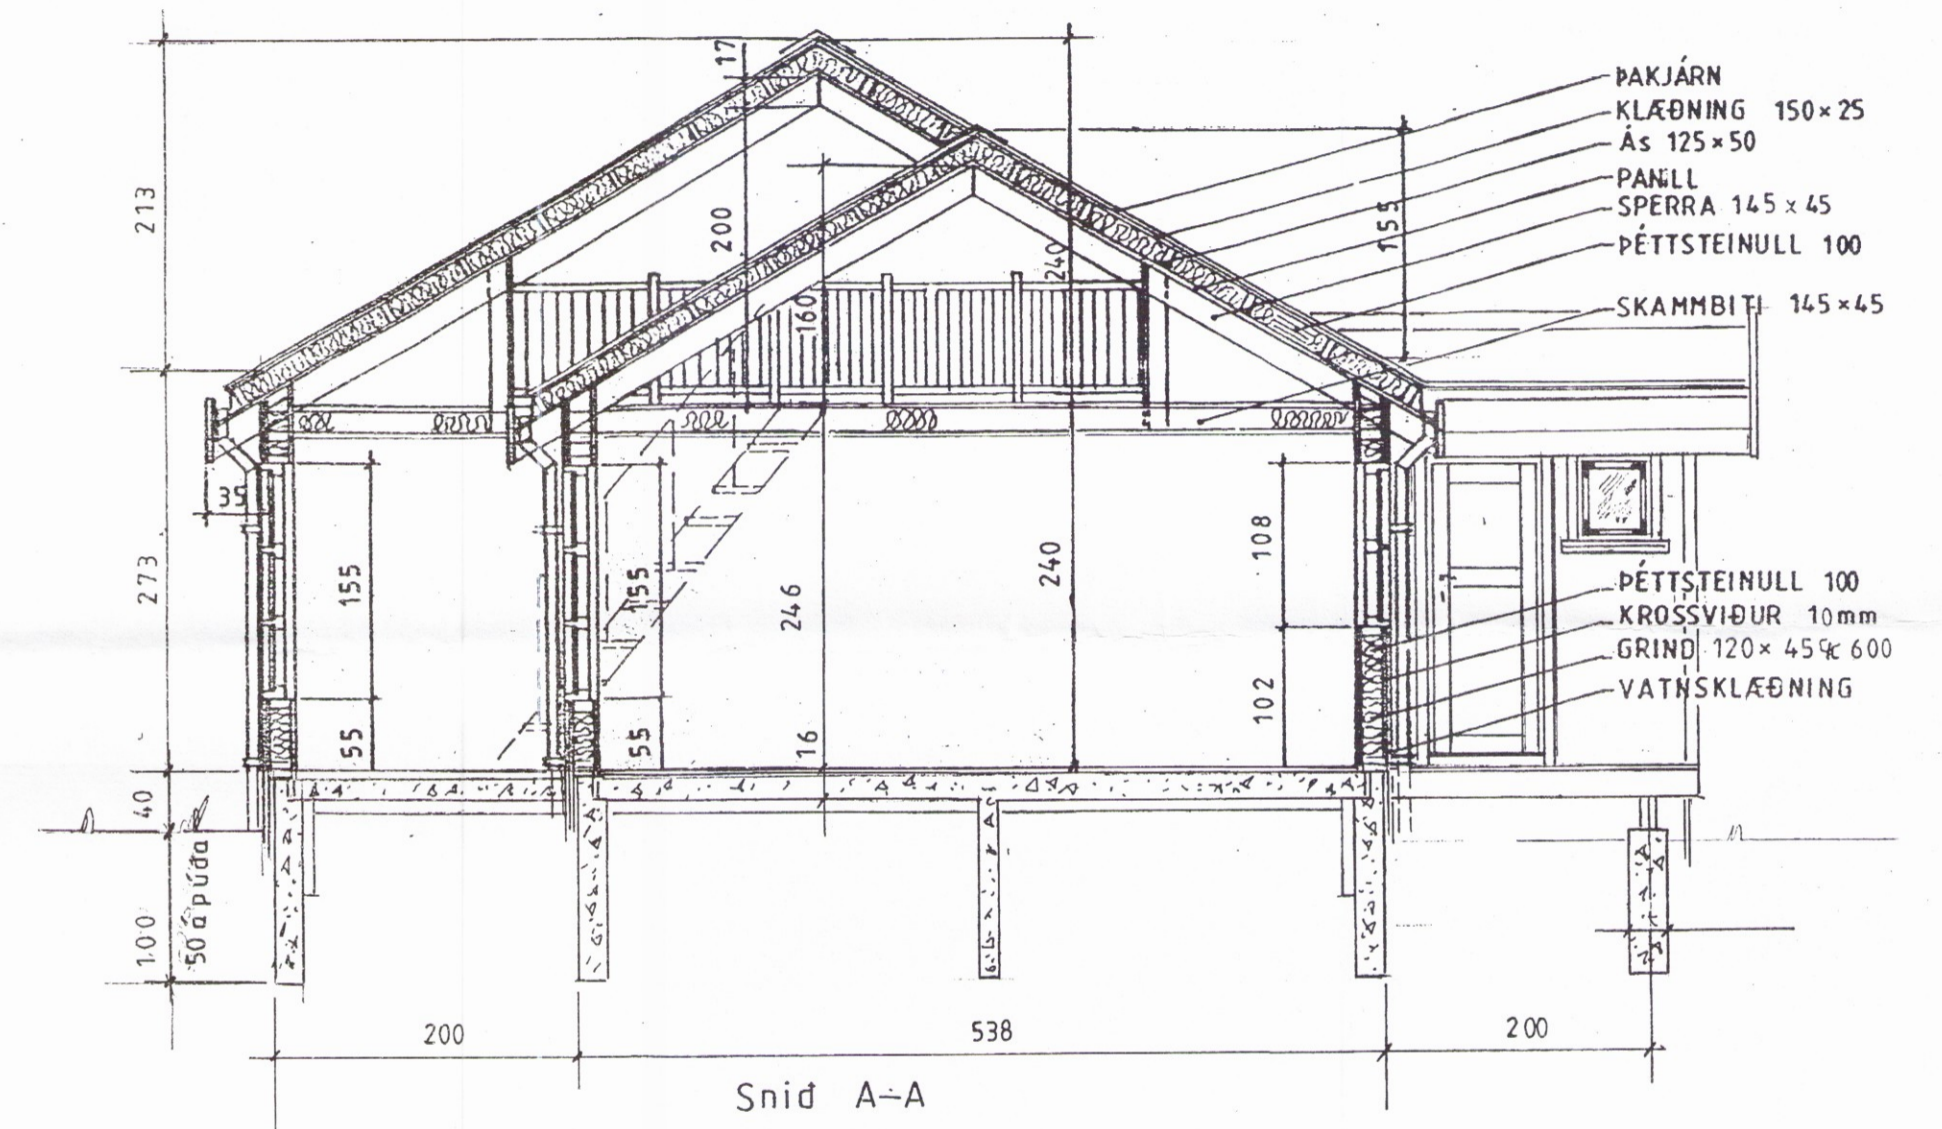 ÞAKJÁRN
KLÆÐNING 150×25
Ás 125×50
PANILL
SPERRA 145×45
ÞÉTTSTEINULL 100
SKAMMBITI 145×45
17
213
200
160
240
155
35
273
155
55
155
55
246
16
240
108
102
ÞÉTTSTEINULL 100
KROSSVIÐUR 10mm
GRIND 120×45 ℄ 600
VATNSKLÆÐNING
40
100
50 á púða
200
538
200
Snið A-A